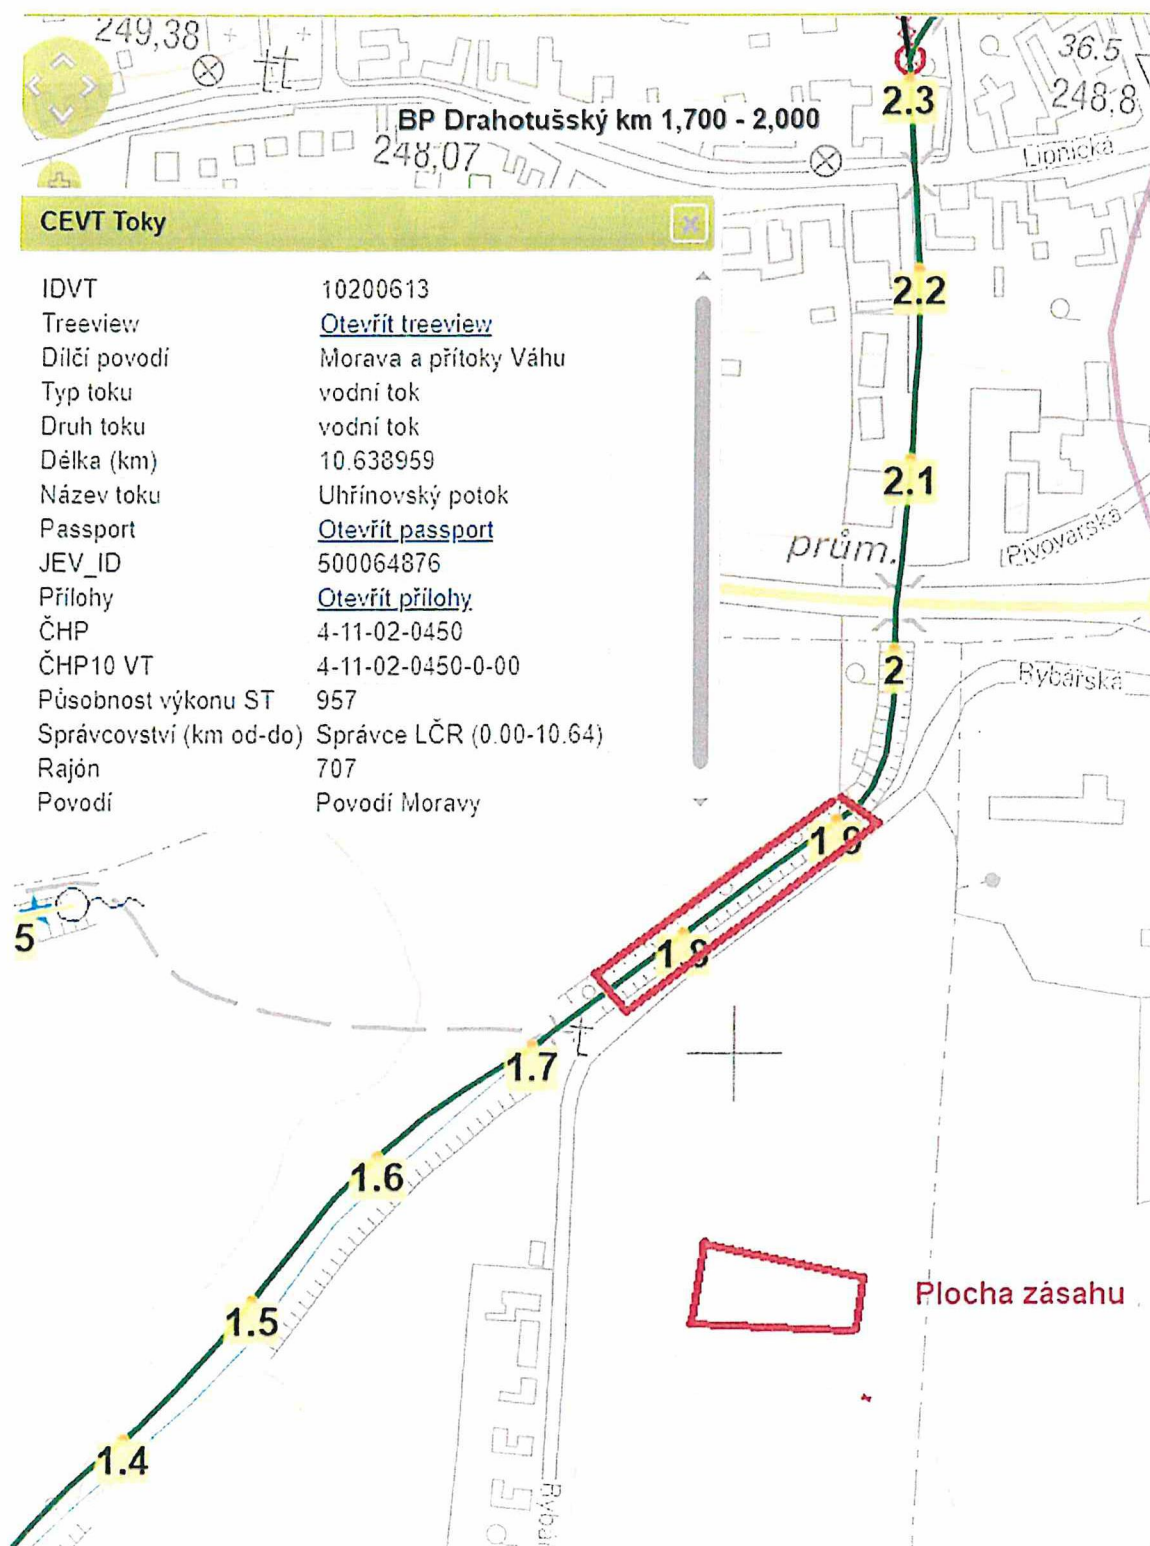 249,38
36.5
248,8
2.3
BP Drahotušský km 1,700 - 2,000
248,07
Lipnická
CEVT Toky
IDVT 10200613
Treeview Otevřít treeview
Dílčí povodí Morava a přítoky Váhu
Typ toku vodní tok
Druh toku vodní tok
Délka (km) 10.638959
Název toku Uhřínovský potok
Passport Otevřít passport
JEV_ID 500064876
Přílohy Otevřít přílohy
ČHP 4-11-02-0450
ČHP10 VT 4-11-02-0450-0-00
Působnost výkonu ST 957
Správcovství (km od-do) Správce LČR (0.00-10.64)
Rajón 707
Povodí Povodí Moravy
2.2
2.1
prům.
Pivovarská
2
Rybářská
1.9
1.8
5
1.7
1.6
1.5
Plocha zásahu
1.4
Rybář